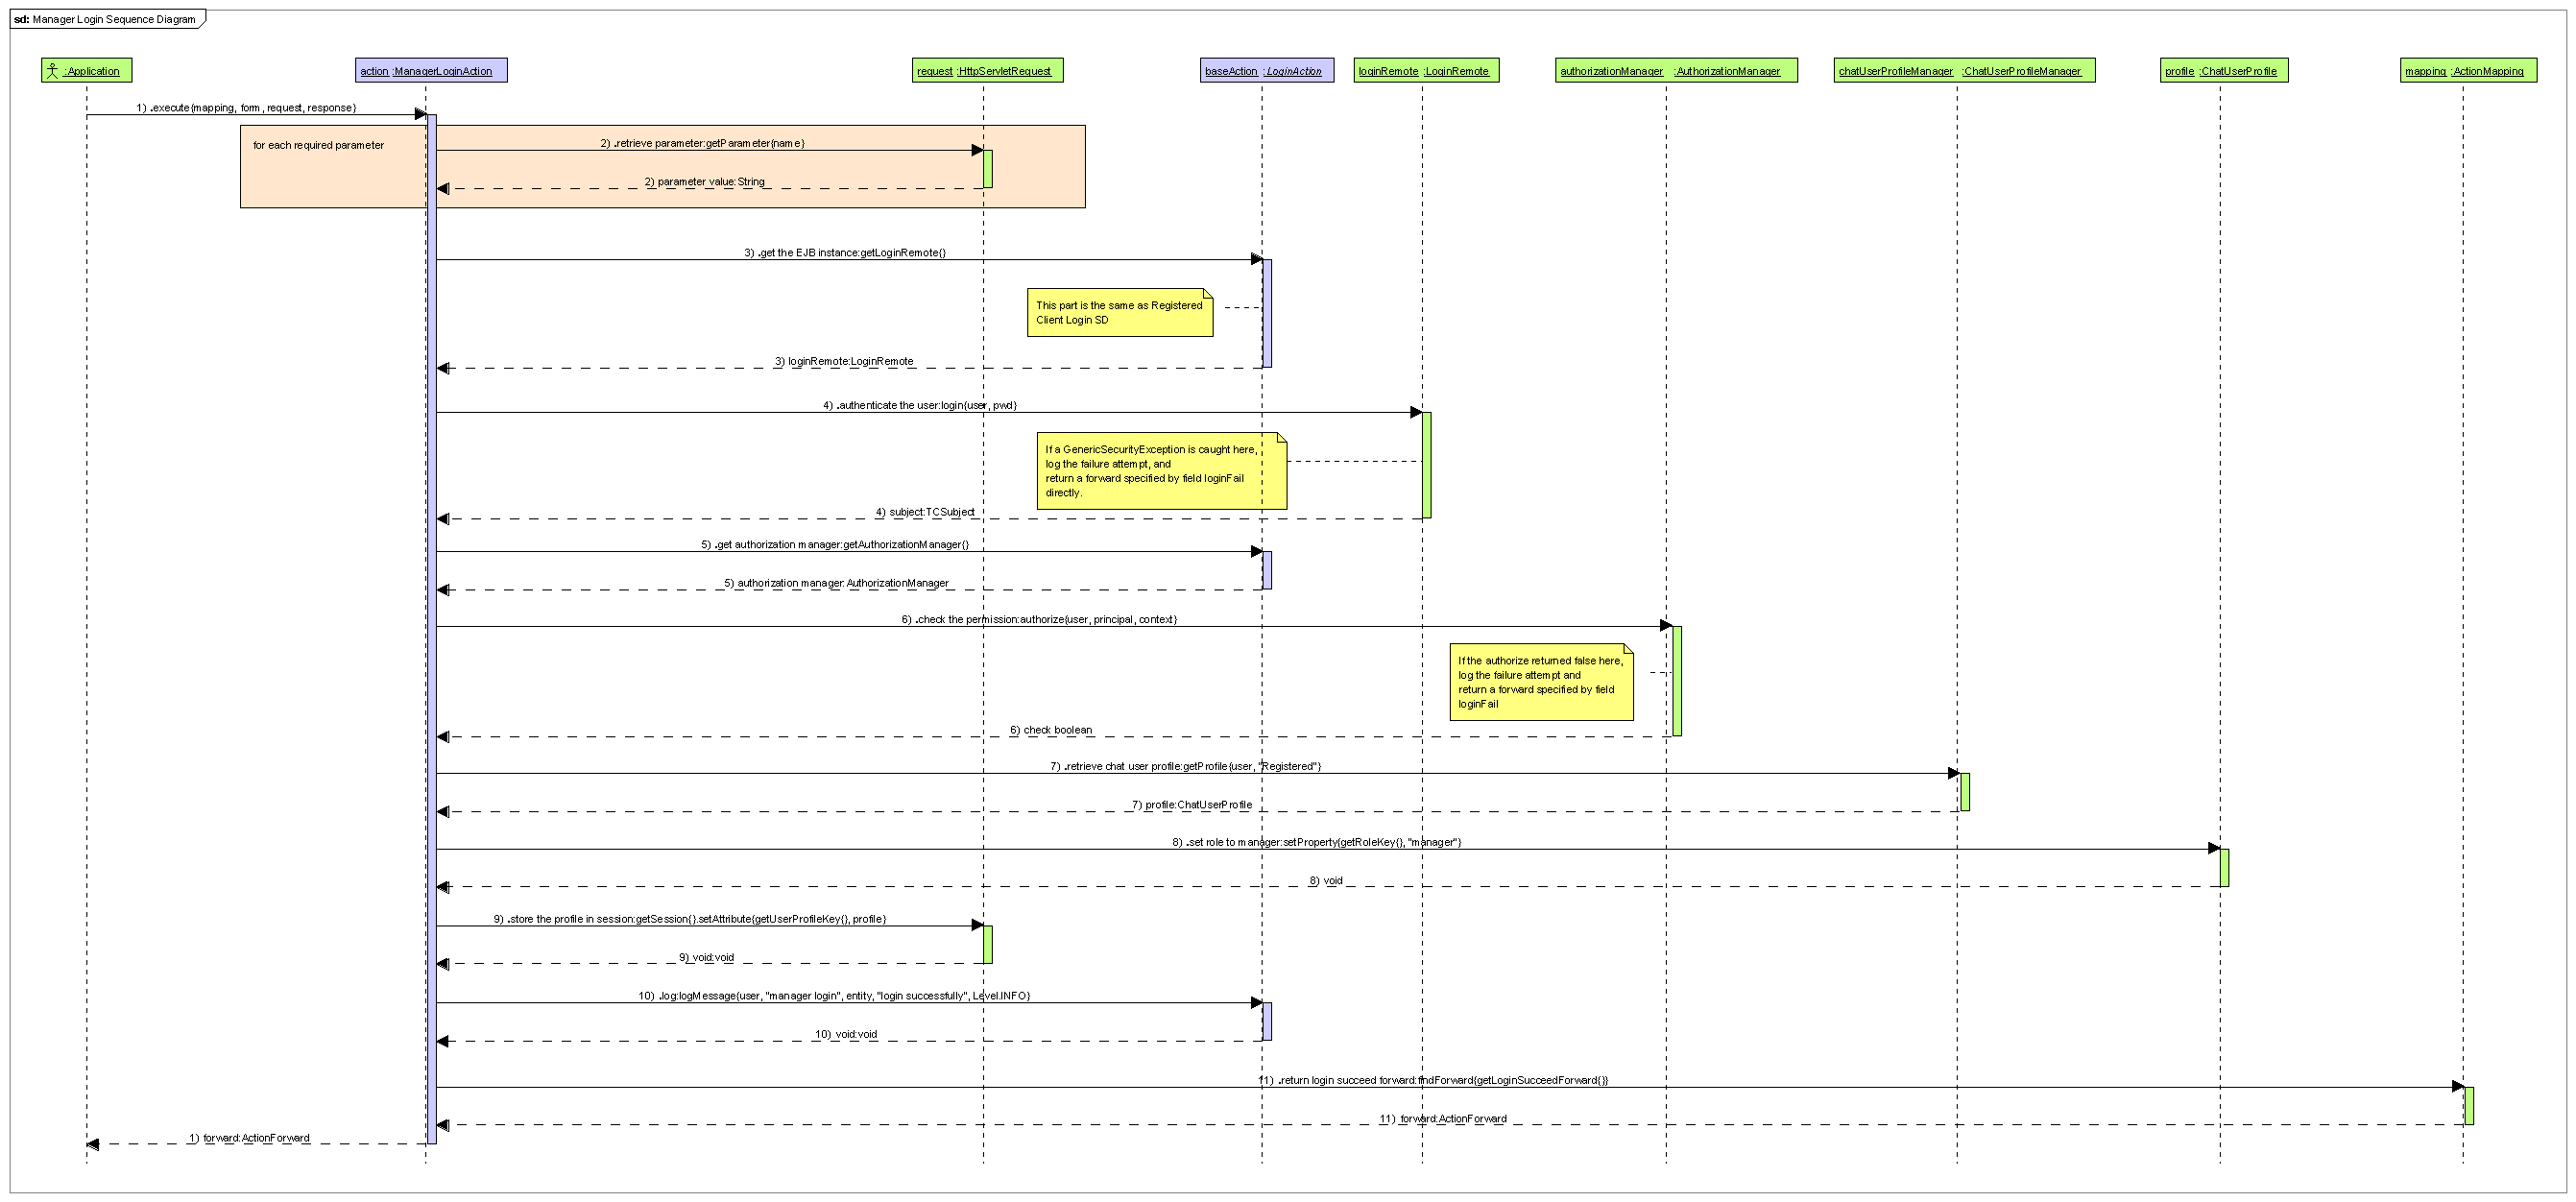 sd: Manager Login Sequence Diagram
:Application
action :ManagerLoginAction
request :HttpServletRequest
baseAction :LoginAction
loginRemote :LoginRemote
authorizationManager :AuthorizationManager
chatUserProfileManager :ChatUserProfileManager
profile :ChatUserProfile
mapping :ActionMapping
1) .execute(mapping, form, request, response)
for each required parameter
2) .retrieve parameter:getParameter(name)
2) parameter value:String
3) .get the EJB instance:getLoginRemote()
This part is the same as Registered
Client Login SD
3) loginRemote:LoginRemote
4) .authenticate the user:login(user, pwd)
If a GenericSecurityException is caught here,
log the failure attempt, and
return a forward specified by field loginFail
directly.
4) subject:TCSubject
5) .get authorization manager:getAuthorizationManager()
5) authorization manager:AuthorizationManager
6) .check the permission:authorize(user, principal, context)
If the authorize returned false here,
log the failure attempt and
return a forward specified by field
loginFail
6) check boolean
7) .retrieve chat user profile:getProfile(user, "Registered")
7) profile:ChatUserProfile
8) .set role to manager:setProperty(getRoleKey(), "manager")
8) void
9) .store the profile in session:getSession().setAttribute(getUserProfileKey(), profile)
9) void:void
10) .log:logMessage(user, "manager login", entity, "login successfully", Level.INFO)
10) void:void
11) .return login succeed forward:findForward(getLoginSucceedForward())
11) forward:ActionForward
1) forward:ActionForward